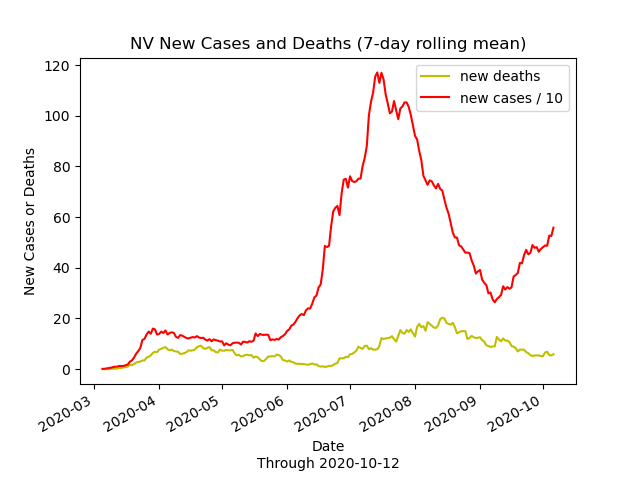 NV New Cases and Deaths (7-day rolling mean)
new deaths
new cases / 10
120
100
80
60
40
20
0
New Cases or Deaths
2020-03
2020-04
2020-05
2020-06
2020-07
2020-08
2020-09
2020-10
Date
Through 2020-10-12